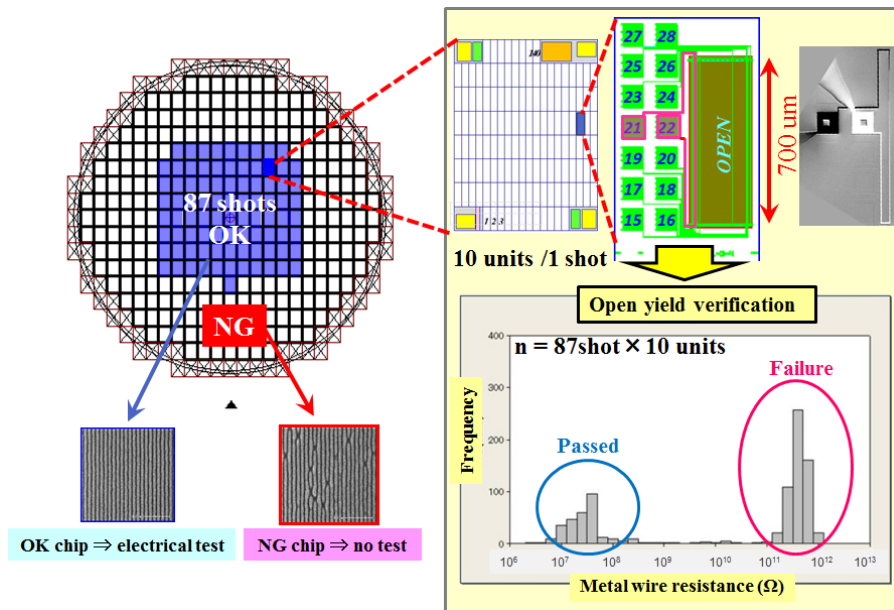 87 shots
OK
NG
OK chip ⇒ electrical test
NG chip ⇒ no test
140
1 2 3
10 units /1 shot
27 28
25 26
23 24
21 22
19 20
17 18
15 16
OPEN
700 um
Open yield verification
n = 87shot × 10 units
Frequency
400
300
200
100
0
Passed
Failure
10⁶ 10⁷ 10⁸ 10⁹ 10¹⁰ 10¹¹ 10¹² 10¹³
Metal wire resistance (Ω)